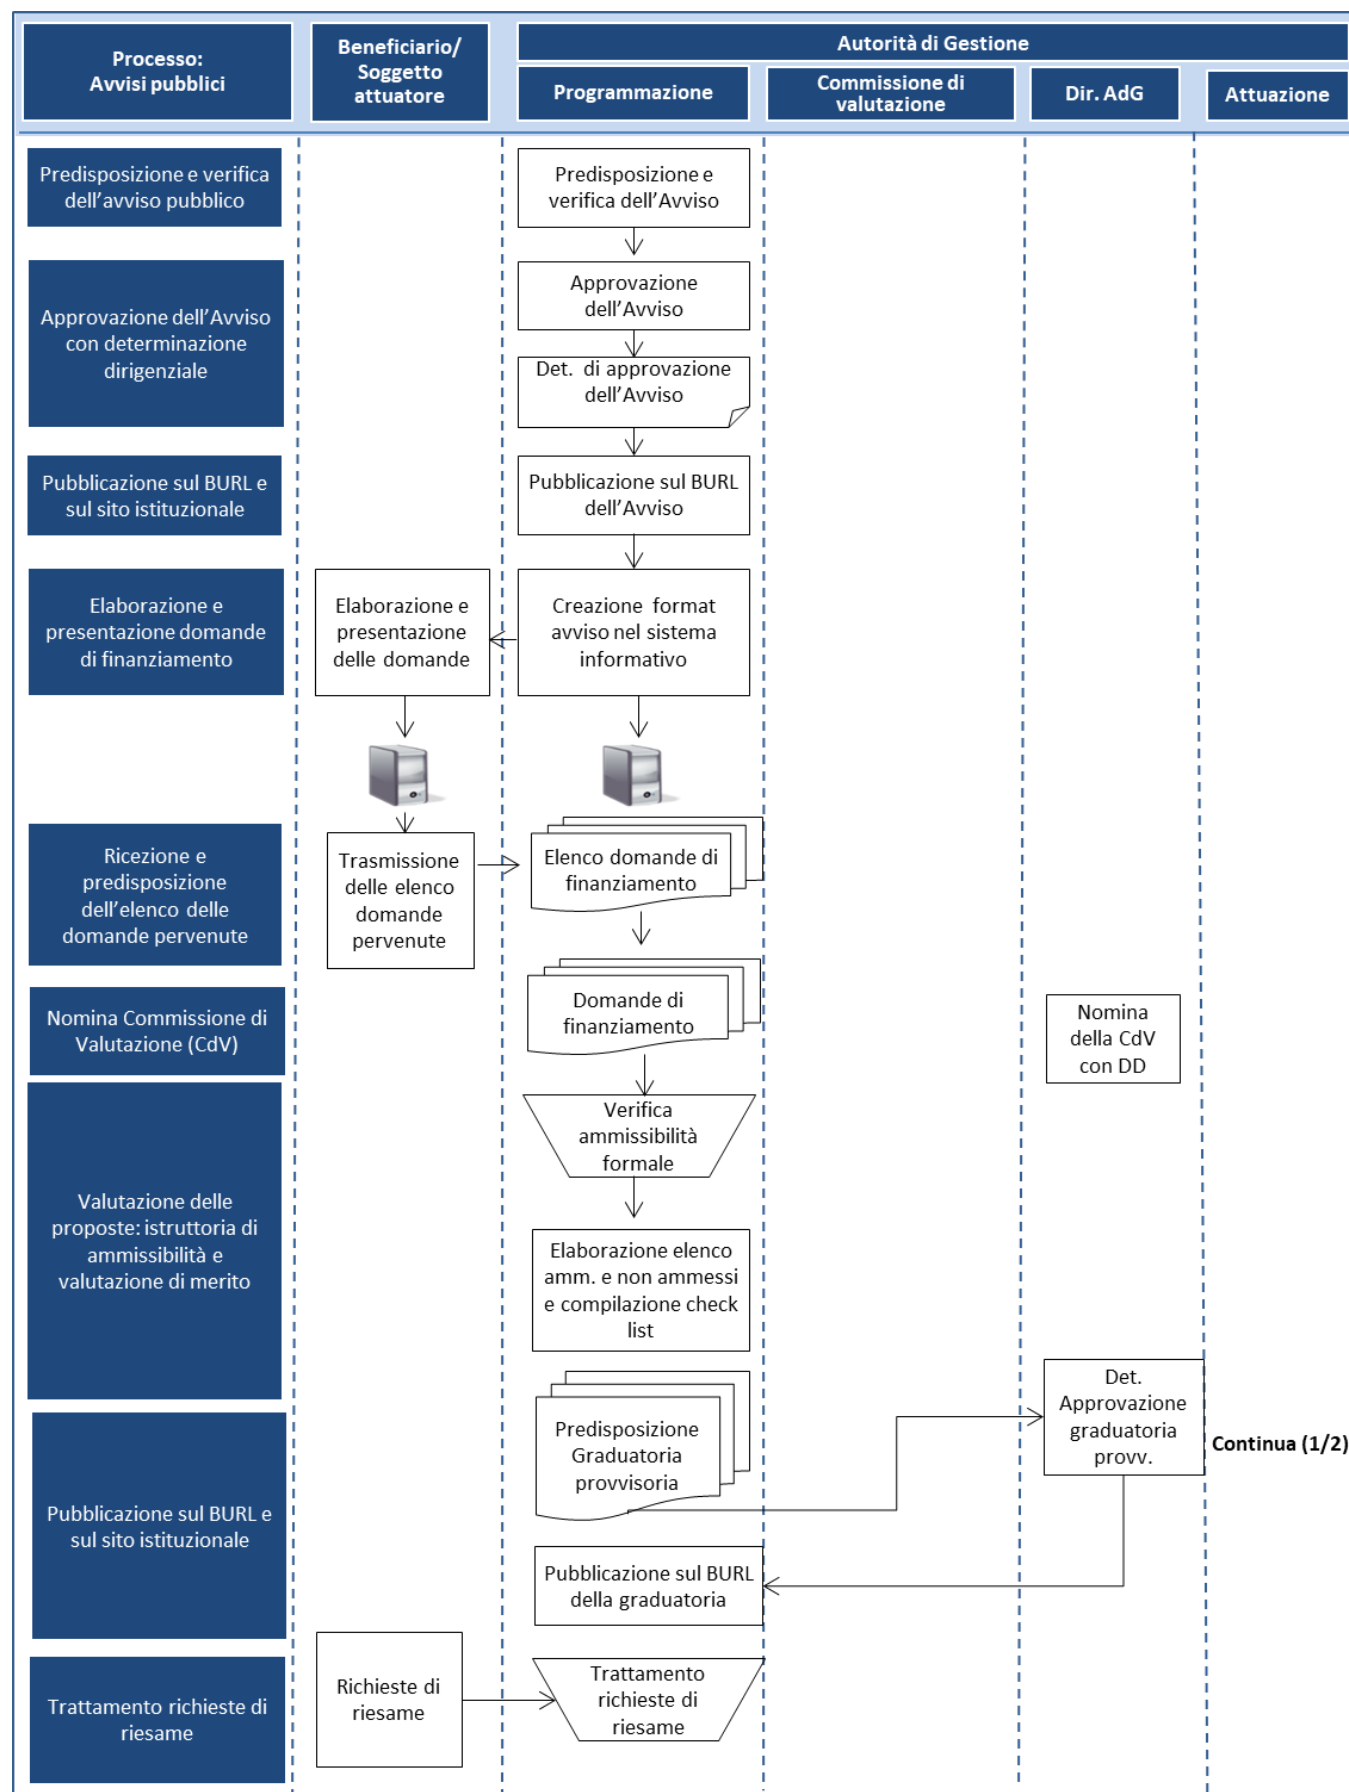 Processo:
Avvisi pubblici
Beneficiario/
Soggetto
attuatore
Autorità di Gestione
Programmazione
Commissione di
valutazione
Dir. AdG
Attuazione
Predisposizione e verifica
dell'avviso pubblico
Predisposizione e
verifica dell'Avviso
Approvazione dell'Avviso
con determinazione
dirigenziale
Approvazione
dell'Avviso
Det. di approvazione
dell'Avviso
Pubblicazione sul BURL e
sul sito istituzionale
Pubblicazione sul BURL
dell'Avviso
Elaborazione e
presentazione domande
di finanziamento
Elaborazione e
presentazione
delle domande
Creazione format
avviso nel sistema
informativo
Ricezione e
predisposizione
dell'elenco delle
domande pervenute
Trasmissione
delle elenco
domande
pervenute
Elenco domande di
finanziamento
Nomina Commissione di
Valutazione (CdV)
Domande di
finanziamento
Nomina
della CdV
con DD
Valutazione delle
proposte: istruttoria di
ammissibilità e
valutazione di merito
Verifica
ammissibilità
formale
Elaborazione elenco
amm. e non ammessi
e compilazione check
list
Predisposizione
Graduatoria
provvisoria
Det.
Approvazione
graduatoria
provv.
Continua (1/2)
Pubblicazione sul BURL e
sul sito istituzionale
Pubblicazione sul BURL
della graduatoria
Trattamento richieste di
riesame
Richieste di
riesame
Trattamento
richieste di
riesame